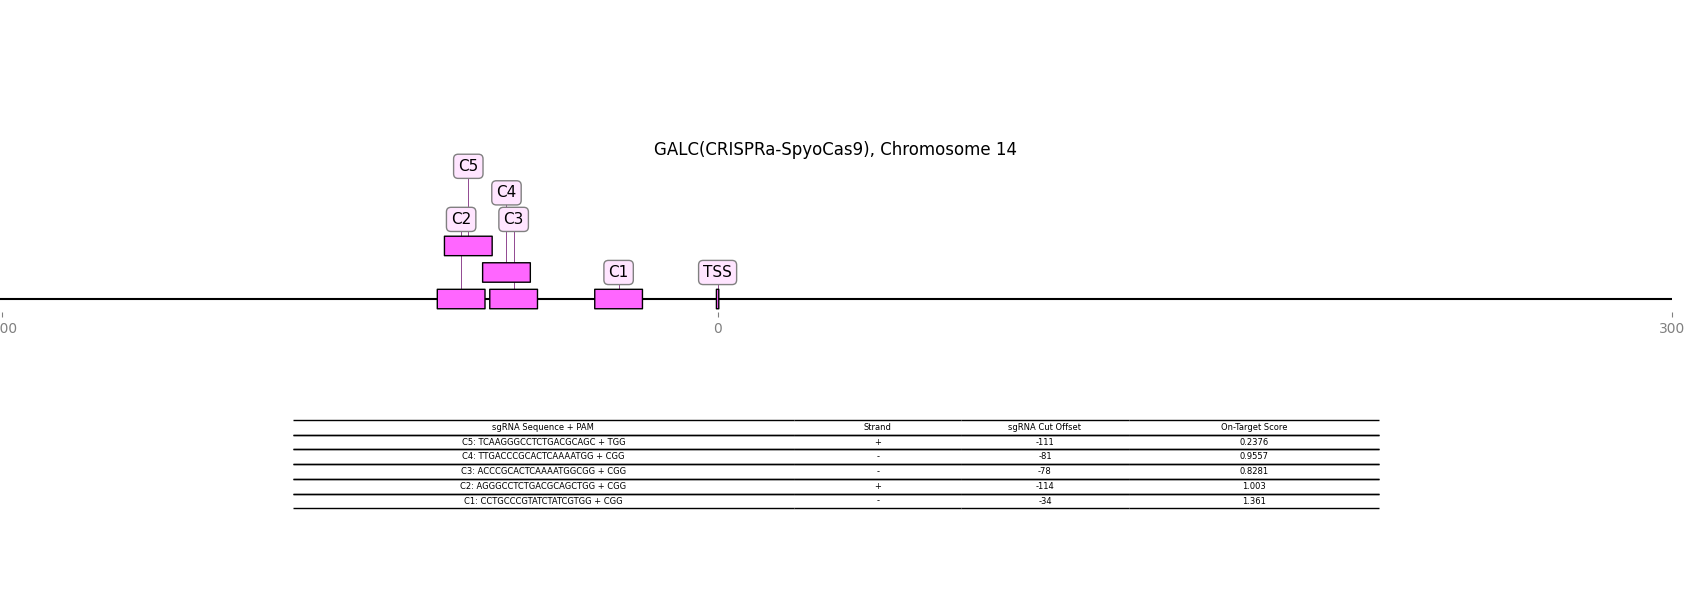 GALC(CRISPRa-SpyoCas9), Chromosome 14
C5
C4
C2 C3
C1 TSS
00 0 300
sgRNA Sequence + PAM Strand sgRNA Cut Offset On-Target Score
C5: TCAAGGGCCTCTGACGCAGC + TGG + -111 0.2376
C4: TTGACCCGCACTCAAAATGG + CGG - -81 0.9557
C3: ACCCGCACTCAAAATGGCGG + CGG - -78 0.8281
C2: AGGGCCTCTGACGCAGCTGG + CGG + -114 1.003
C1: CCTGCCCGTATCTATCGTGG + CGG - -34 1.361